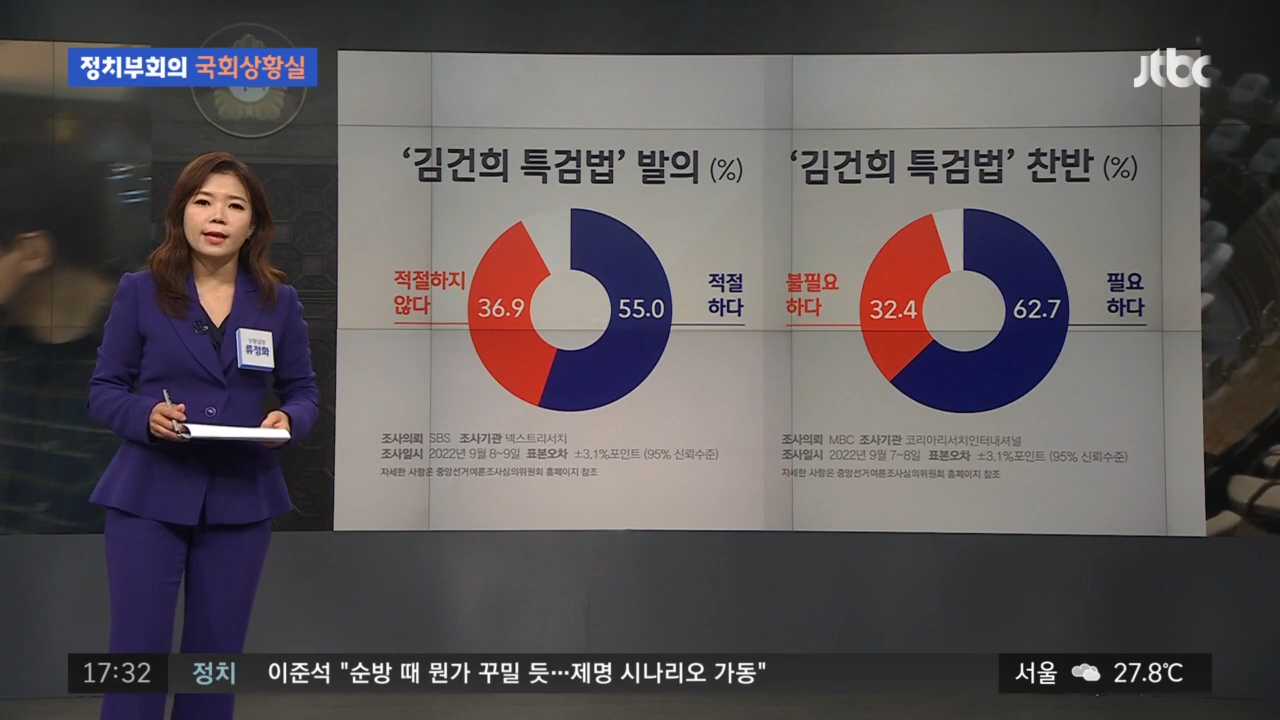 정치부회의 국회상황실
jtbc
‘김건희 특검법’ 발의 (%)
적절하지
않다
36.9
55.0
적절
하다
조사의뢰 SBS 조사기관 넥스트리서치
조사일시 2022년 9월 8~9일 표본오차 ±3.1%포인트 (95% 신뢰수준)
자세한 사항은 중앙선거여론조사심의위원회 홈페이지 참조
‘김건희 특검법’ 찬반 (%)
불필요
하다
32.4
62.7
필요
하다
조사의뢰 MBC 조사기관 코리아리서치인터내셔널
조사일시 2022년 9월 7~8일 표본오차 ±3.1%포인트 (95% 신뢰수준)
자세한 사항은 중앙선거여론조사심의위원회 홈페이지 참조
류정화
17:32 정치 이준석 "순방 때 뭔가 꾸밀 듯…제명 시나리오 가동"
서울 27.8℃